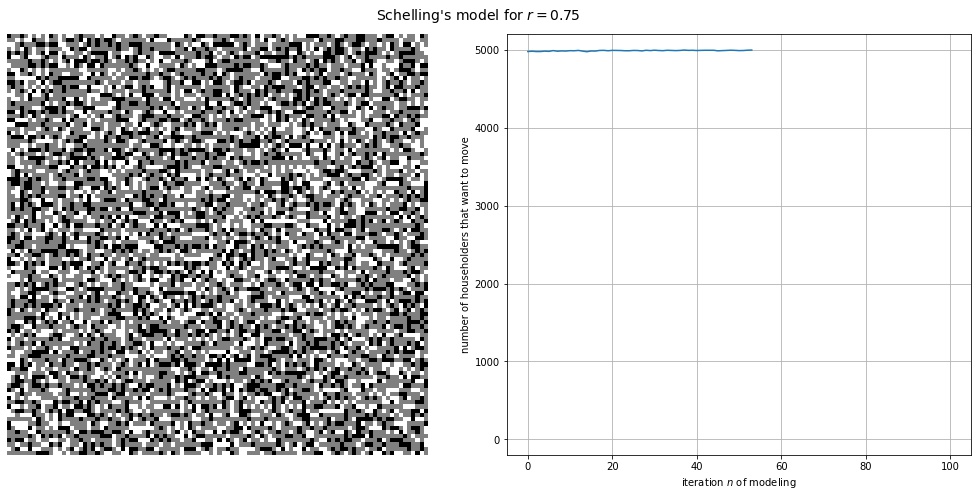 Schelling's model for r = 0.75
number of householders that want to move
5000
4000
3000
2000
1000
0
0 20 40 60 80 100
iteration n of modeling